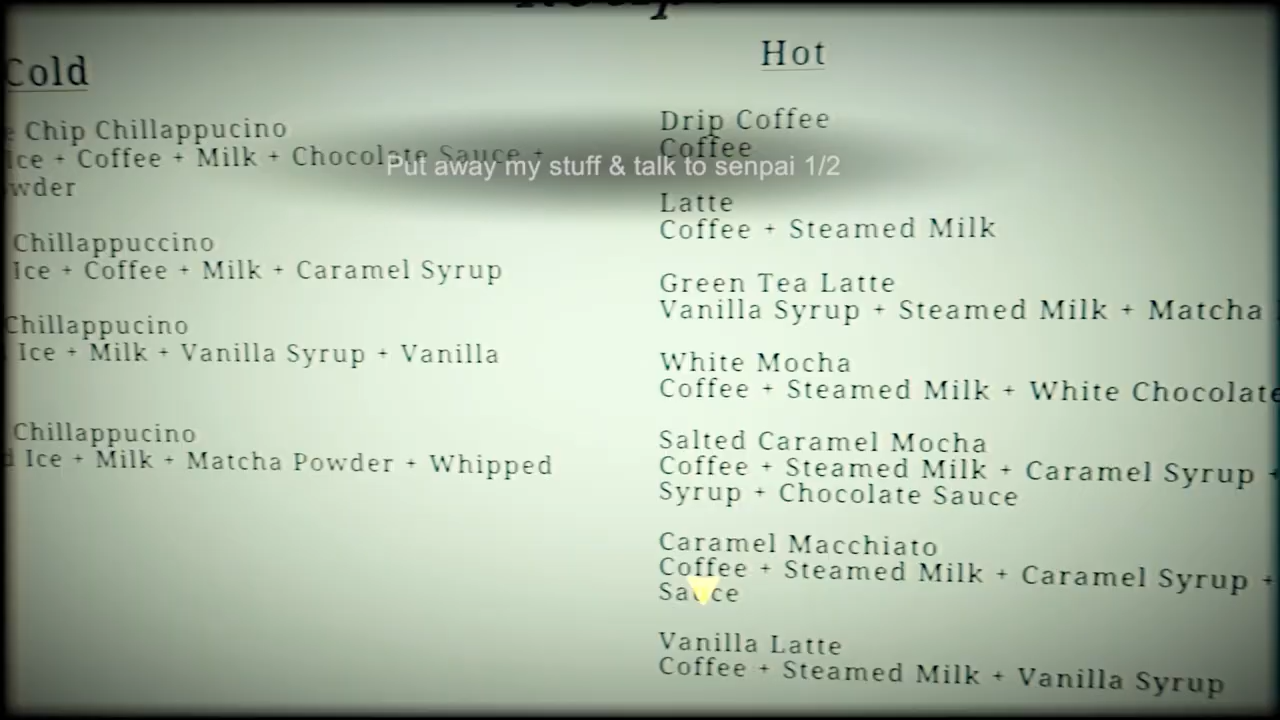 Cold
Chip Chillappucino
Ice + Coffee + Milk + Chocolate Sauce +
wder
Chillappuccino
Ice + Coffee + Milk + Caramel Syrup
Chillappucino
Ice + Milk + Vanilla Syrup + Vanilla
Chillappucino
Ice + Milk + Matcha Powder + Whipped
Hot
Drip Coffee
Coffee
Latte
Coffee + Steamed Milk
Green Tea Latte
Vanilla Syrup + Steamed Milk + Matcha
White Mocha
Coffee + Steamed Milk + White Chocolate
Salted Caramel Mocha
Coffee + Steamed Milk + Caramel Syrup +
Syrup + Chocolate Sauce
Caramel Macchiato
Coffee + Steamed Milk + Caramel Syrup +
Sauce
Vanilla Latte
Coffee + Steamed Milk + Vanilla Syrup
Put away my stuff & talk to senpai 1/2